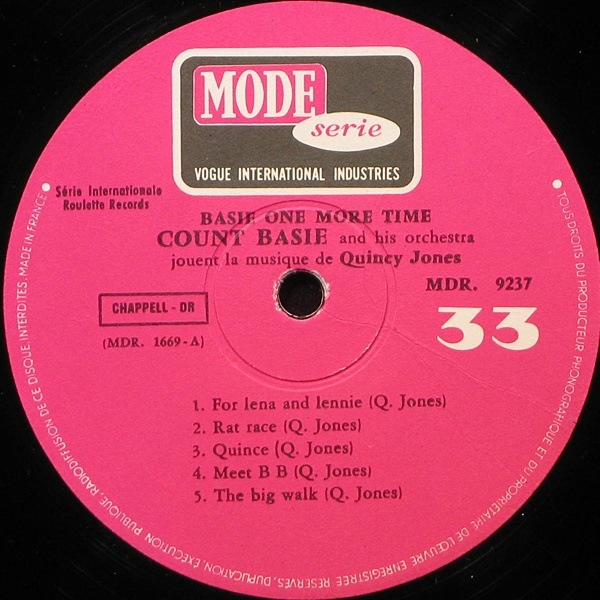 MODE
serie
VOGUE INTERNATIONAL INDUSTRIES
Série Internationale
Roulette Records
BASIE ONE MORE TIME
COUNT BASIE and his orchestra
jouent la musique de Quincy Jones
MDR. 9237
CHAPPELL - DR
33
(MDR. 1669-A)
1. For lena and lennie (Q. Jones)
2. Rat race (Q. Jones)
3. Quince (Q. Jones)
4. Meet B B (Q. Jones)
5. The big walk (Q. Jones)
• TOUS DROITS DU PRODUCTEUR PHONOGRAPHIQUE ET DU PROPRIETAIRE DE L'ŒUVRE ENREGISTREE RÉSERVÉS, DUPLICATION, EXÉCUTION PUBLIQUE, RADIODIFFUSION DE CE DISQUE INTERDITES. MADE IN FRANCE •